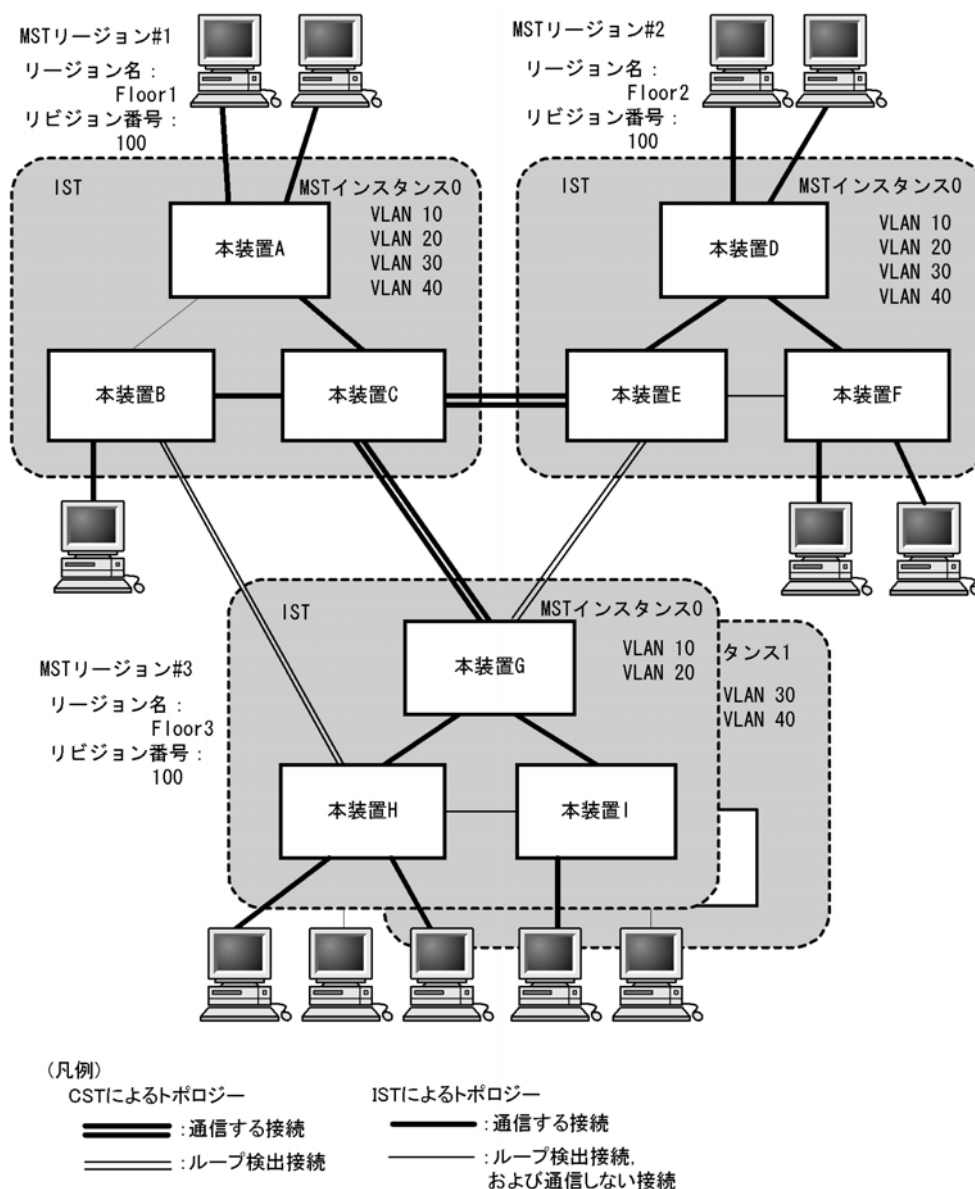 MSTリージョン#1
リージョン名：
Floor1
リビジョン番号：
100
MSTリージョン#2
リージョン名：
Floor2
リビジョン番号：
100
IST
MSTインスタンス0
VLAN 10
VLAN 20
VLAN 30
VLAN 40
本装置A
本装置B
本装置C
IST
MSTインスタンス0
VLAN 10
VLAN 20
VLAN 30
VLAN 40
本装置D
本装置E
本装置F
MSTリージョン#3
リージョン名：
Floor3
リビジョン番号：
100
IST
MSTインスタンス0
VLAN 10
VLAN 20
タンス1
VLAN 30
VLAN 40
本装置G
本装置H
本装置I
(凡例)
CSTによるトポロジー
：通信する接続
：ループ検出接続
ISTによるトポロジー
：通信する接続
：ループ検出接続，
および通信しない接続